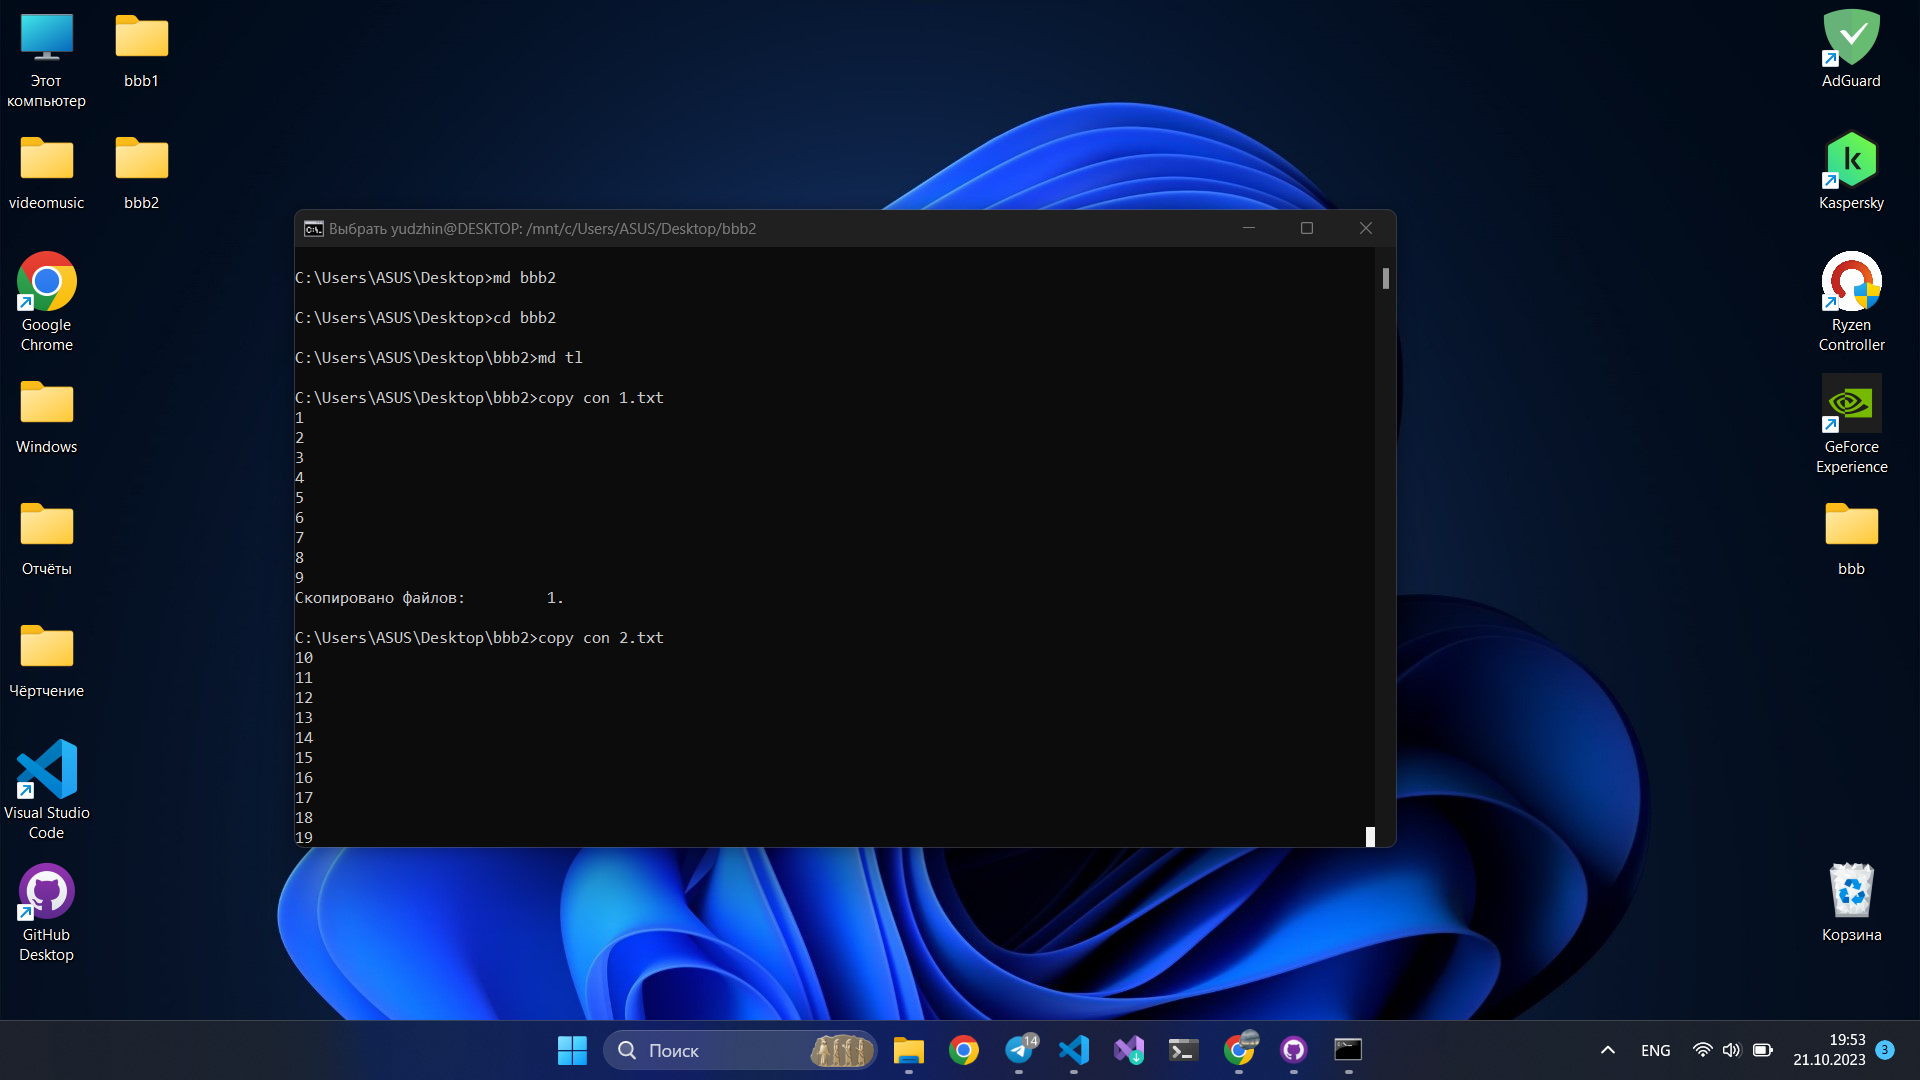 Этот
компьютер
bbb1
videomusic
bbb2
Google
Chrome
Windows
Отчёты
Чёртчение
Visual Studio
Code
GitHub
Desktop
Выбрать yudzhin@DESKTOP: /mnt/c/Users/ASUS/Desktop/bbb2
C:\Users\ASUS\Desktop>md bbb2
C:\Users\ASUS\Desktop>cd bbb2
C:\Users\ASUS\Desktop\bbb2>md tl
C:\Users\ASUS\Desktop\bbb2>copy con 1.txt
1
2
3
4
5
6
7
8
9
Скопировано файлов:         1.
C:\Users\ASUS\Desktop\bbb2>copy con 2.txt
10
11
12
13
14
15
16
17
18
19
AdGuard
Kaspersky
Ryzen
Controller
GeForce
Experience
bbb
Корзина
Поиск
14
ENG
19:53
21.10.2023
3